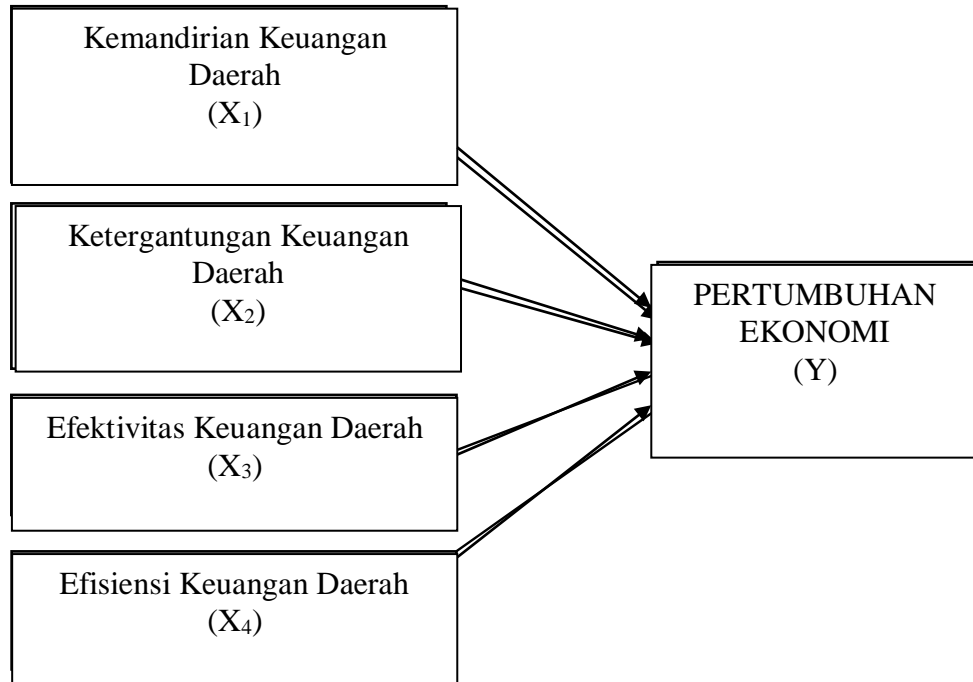 Kemandirian Keuangan
Daerah
(X₁)
Ketergantungan Keuangan
Daerah
(X₂)
Efektivitas Keuangan Daerah
(X₃)
Efisiensi Keuangan Daerah
(X₄)
PERTUMBUHAN
EKONOMI
(Y)